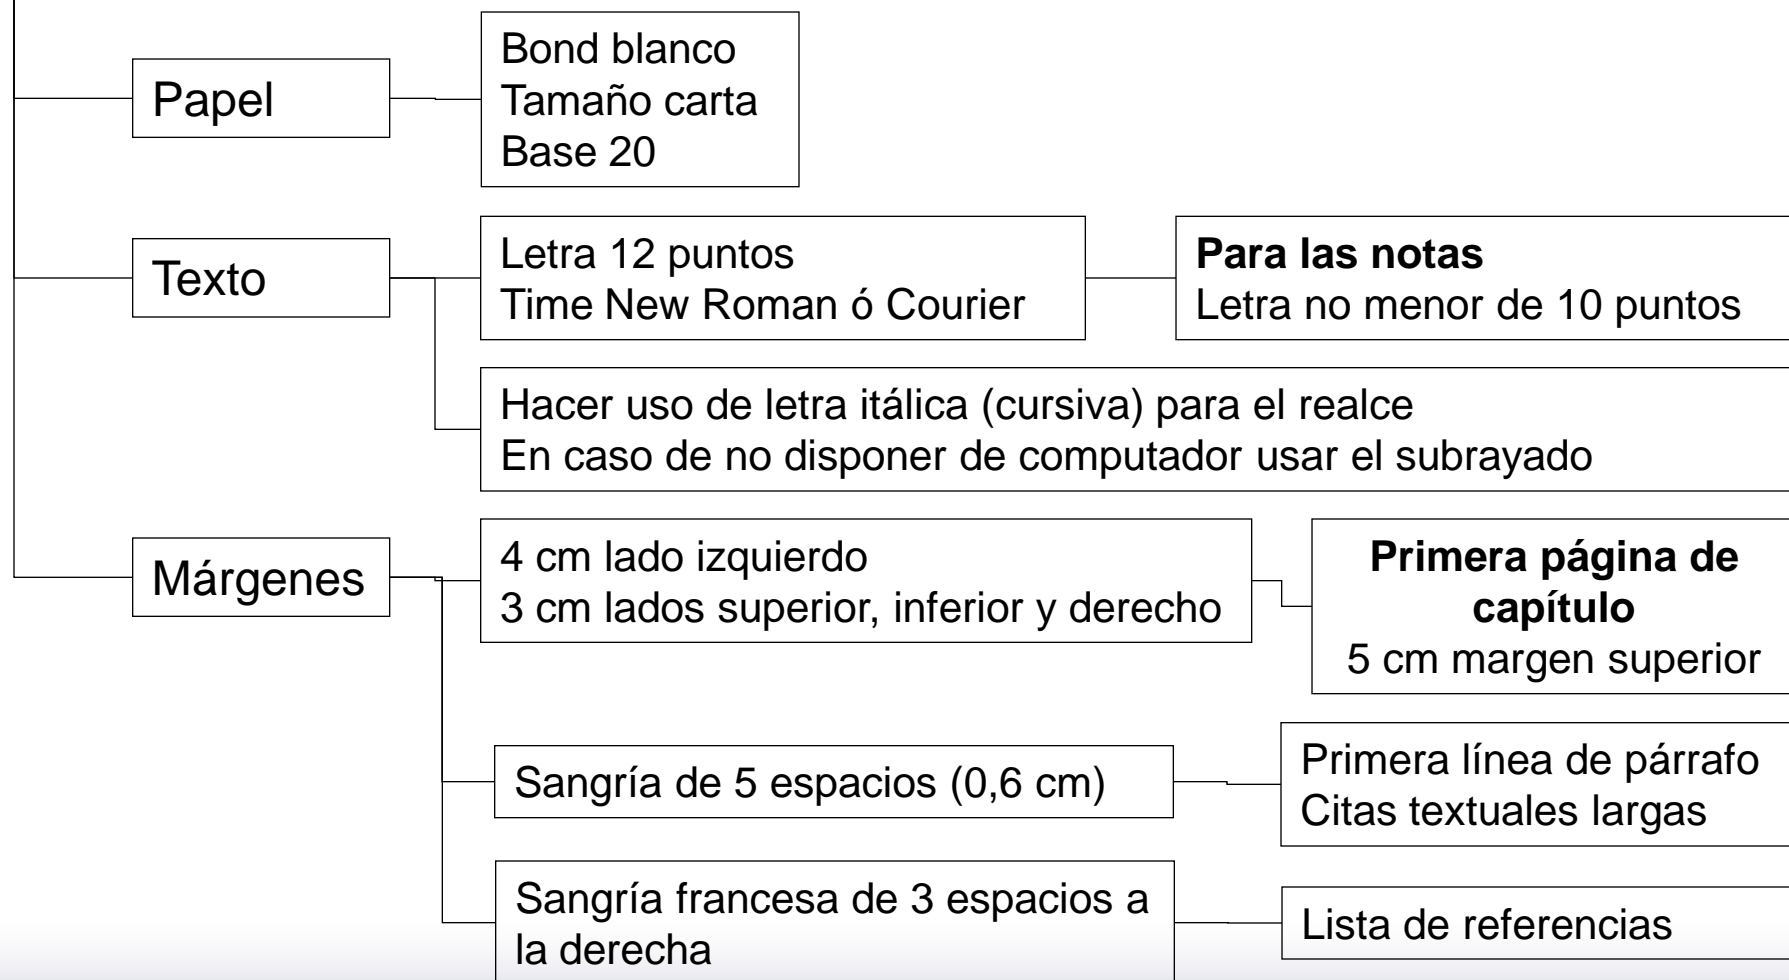 Papel
Bond blanco
Tamaño carta
Base 20
Texto
Letra 12 puntos
Time New Roman ó Courier
Para las notas
Letra no menor de 10 puntos
Hacer uso de letra itálica (cursiva) para el realce
En caso de no disponer de computador usar el subrayado
Márgenes
4 cm lado izquierdo
3 cm lados superior, inferior y derecho
Primera página de
capítulo
5 cm margen superior
Sangría de 5 espacios (0,6 cm)
Primera línea de párrafo
Citas textuales largas
Sangría francesa de 3 espacios a
la derecha
Lista de referencias